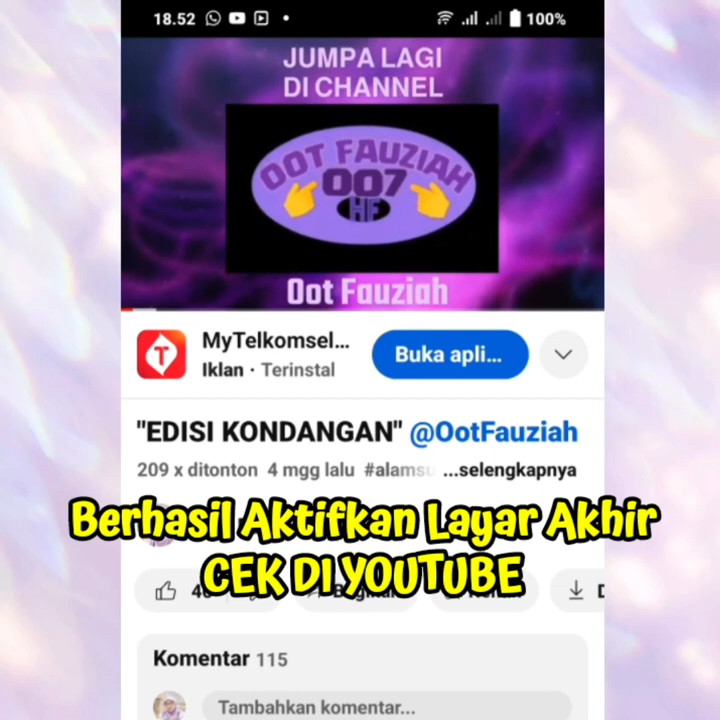 18.52
100%
JUMPA LAGI
DI CHANNEL
OOT FAUZIAH
007
HF
Oot Fauziah
MyTelkomsel...
Buka apli...
Iklan · Terinstal
"EDISI KONDANGAN" @OotFauziah
209 x ditonton 4 mgg lalu #alamsu ...selengkapnya
Berhasil Aktifkan Layar Akhir
CEK DI YOUTUBE
Komentar 115
Tambahkan komentar...